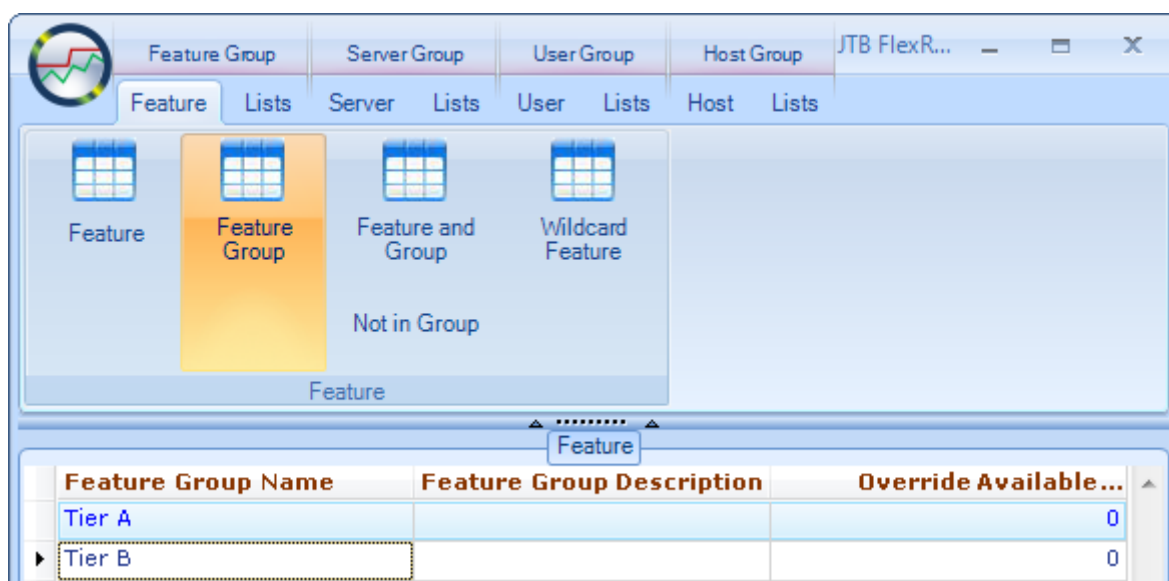 Feature Group Server Group User Group Host Group JTB FlexR...
Feature Lists Server Lists User Lists Host Lists
Feature Feature Group Feature and Group Wildcard Feature
Not in Group
Feature
Feature
Feature Group Name Feature Group Description Override Available...
Tier A 0
Tier B 0